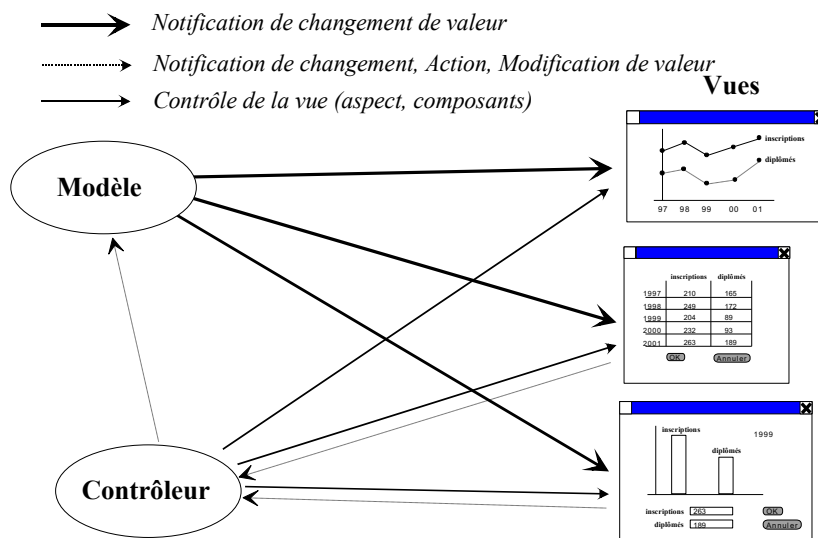 Notification de changement de valeur
Notification de changement, Action, Modification de valeur
Contrôle de la vue (aspect, composants)
Vues
inscriptions
diplômés
97 98 99 00 01
Modèle
inscriptions diplômés
1997 210 165
1998 249 172
1999 204 89
2000 232 93
2001 263 189
OK Annuler
inscriptions
1999
diplômés
Contrôleur
inscriptions 263 OK
diplômés 189 Annuler